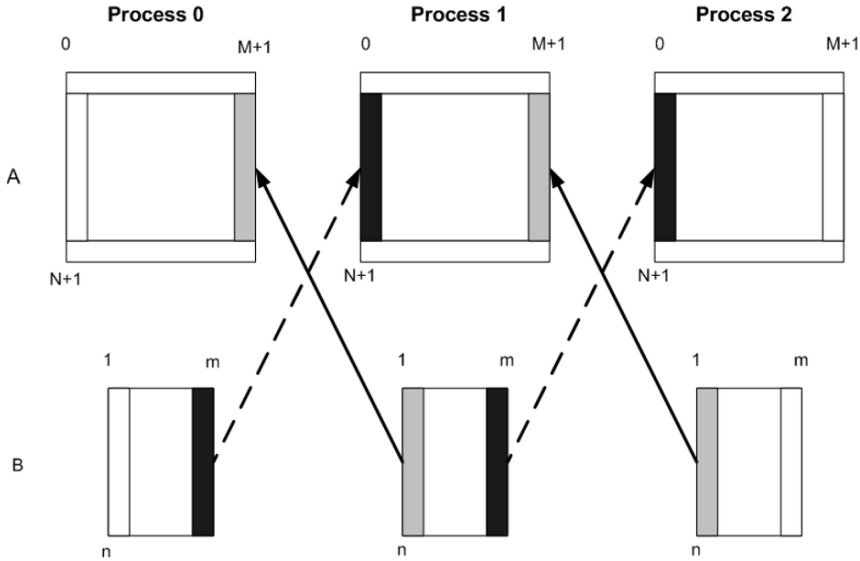 Process 0 Process 1 Process 2
0 M+1 0 M+1 0 M+1
A
N+1 N+1 N+1
1 m 1 m 1 m
B
n n n